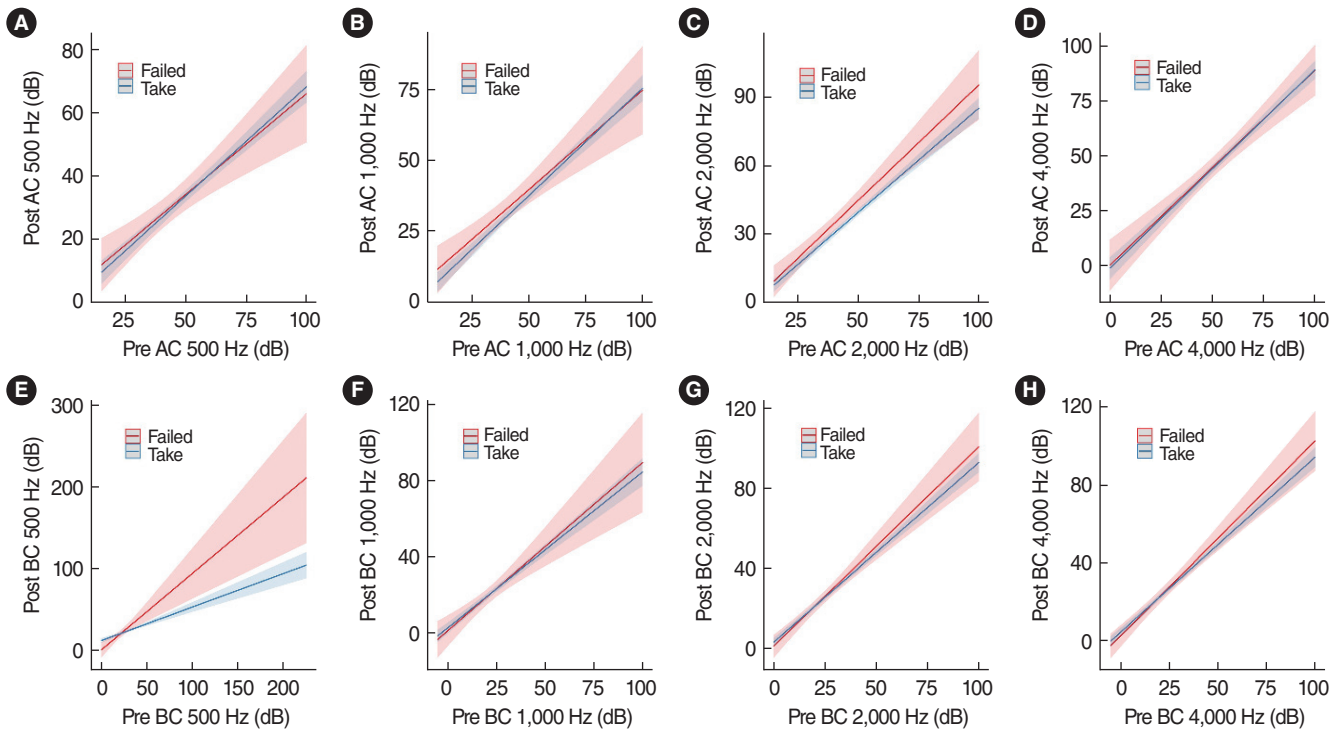 A
Post AC 500 Hz (dB)
80
60
40
20
0
Failed
Take
25 50 75 100
Pre AC 500 Hz (dB)
B
Post AC 1,000 Hz (dB)
75
50
25
0
Failed
Take
25 50 75 100
Pre AC 1,000 Hz (dB)
C
Post AC 2,000 Hz (dB)
90
60
30
0
Failed
Take
25 50 75 100
Pre AC 2,000 Hz (dB)
D
Post AC 4,000 Hz (dB)
100
75
50
25
0
Failed
Take
0 25 50 75 100
Pre AC 4,000 Hz (dB)
E
Post BC 500 Hz (dB)
300
200
100
0
Failed
Take
0 50 100 150 200
Pre BC 500 Hz (dB)
F
Post BC 1,000 Hz (dB)
120
80
40
0
Failed
Take
0 25 50 75 100
Pre BC 1,000 Hz (dB)
G
Post BC 2,000 Hz (dB)
120
80
40
0
Failed
Take
0 25 50 75 100
Pre BC 2,000 Hz (dB)
H
Post BC 4,000 Hz (dB)
120
80
40
0
Failed
Take
0 25 50 75 100
Pre BC 4,000 Hz (dB)